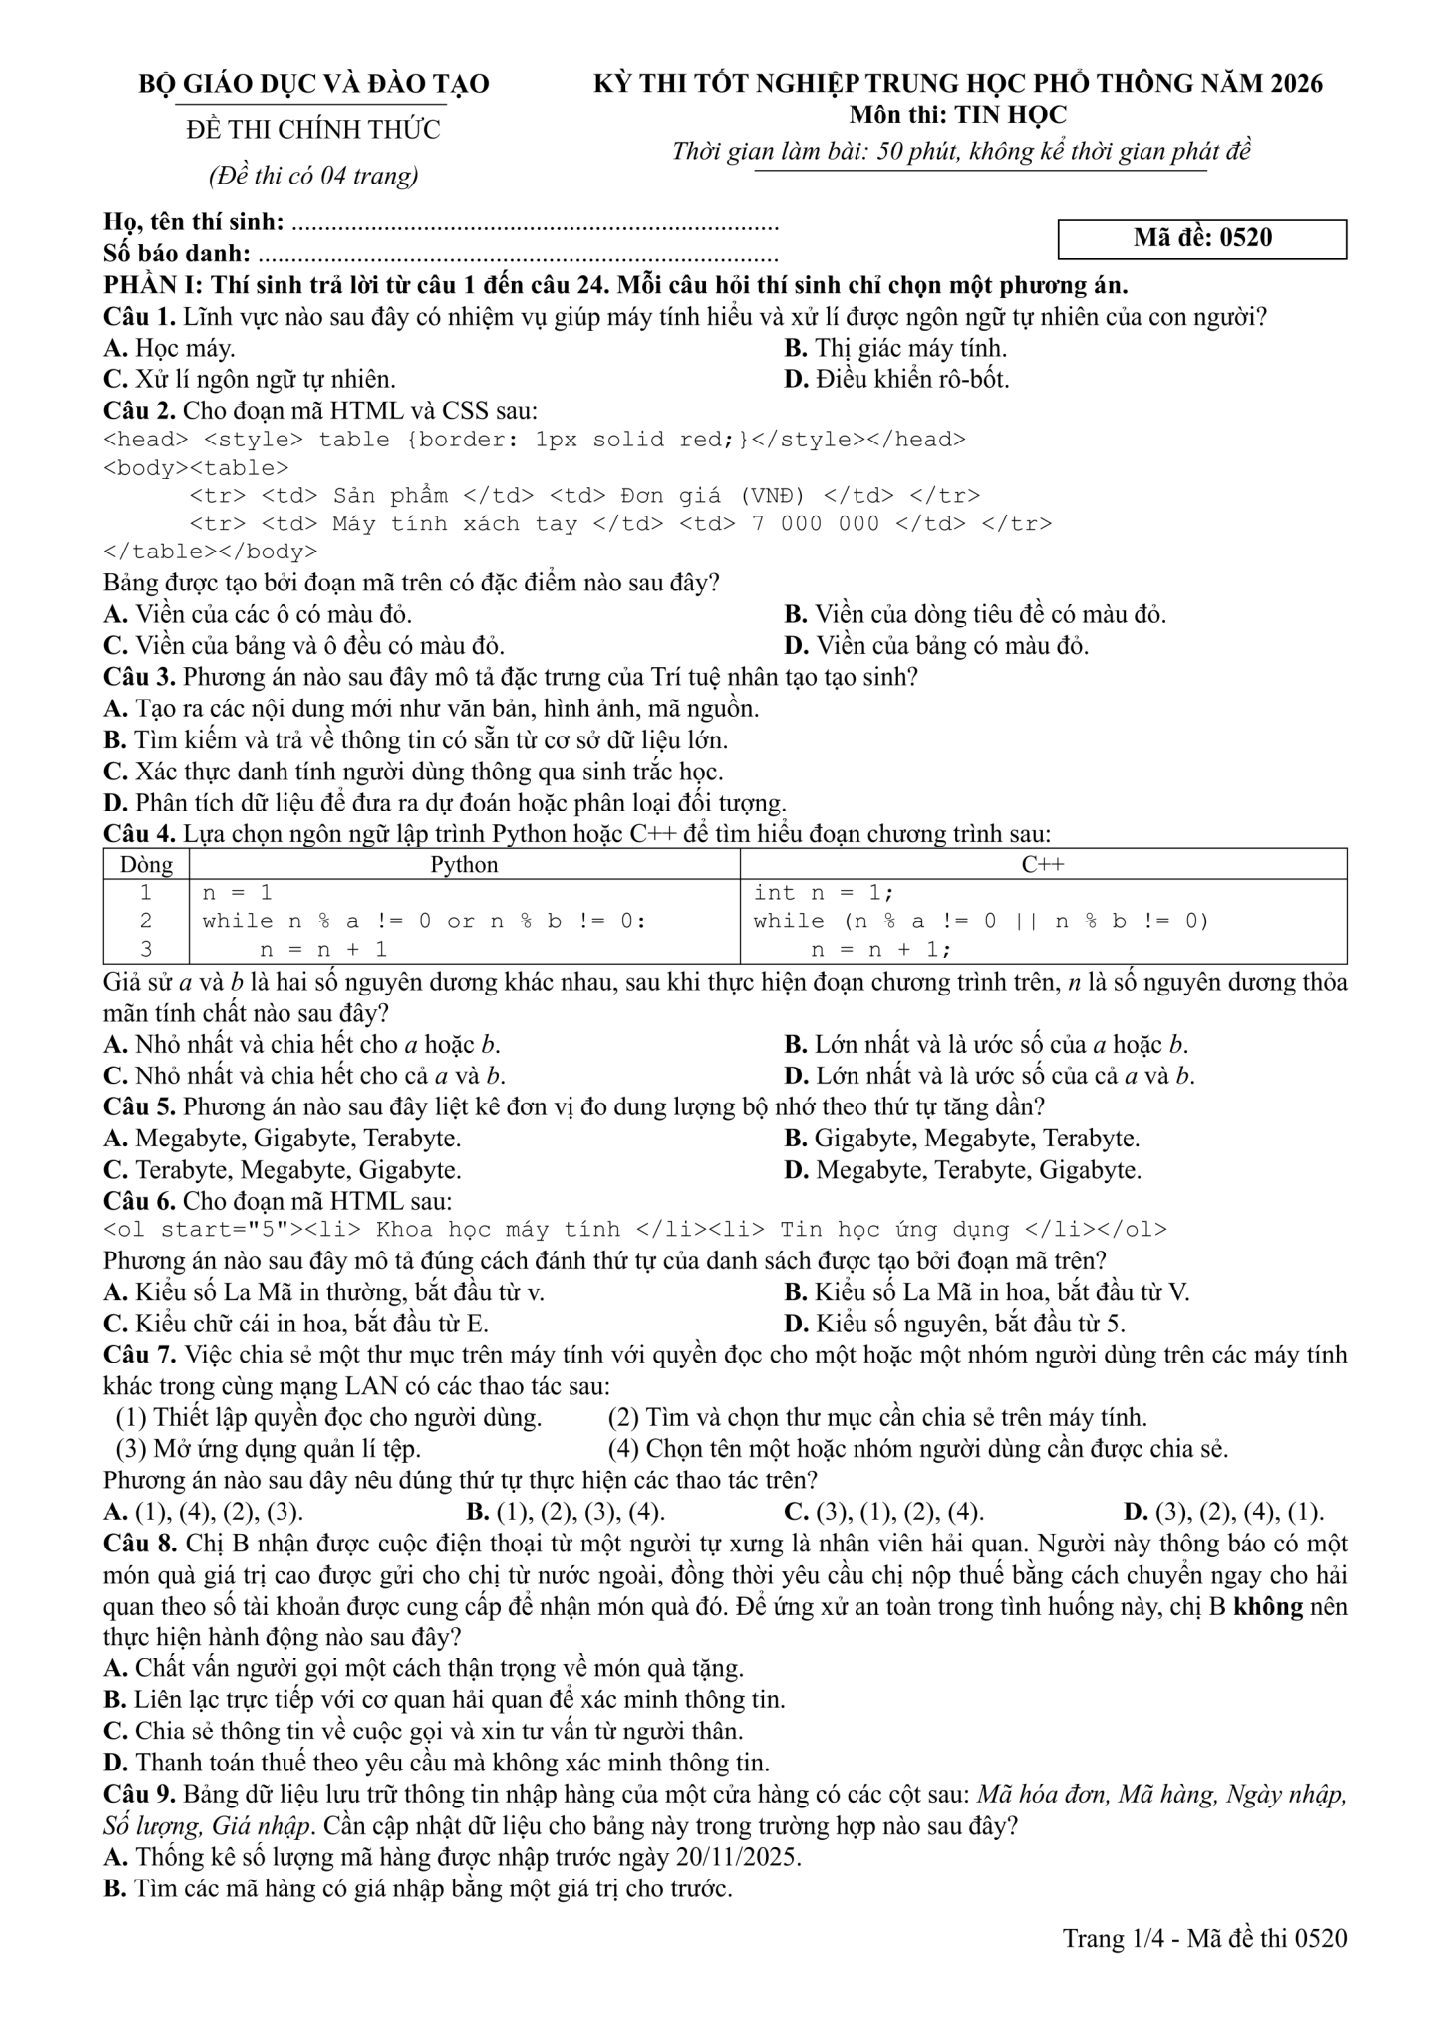 BỘ GIÁO DỤC VÀ ĐÀO TẠO
ĐỀ THI CHÍNH THỨC
(Đề thi có 04 trang)
KỲ THI TỐT NGHIỆP TRUNG HỌC PHỔ THÔNG NĂM 2026
Môn thi: TIN HỌC
Thời gian làm bài: 50 phút, không kể thời gian phát đề
Họ, tên thí sinh: ..........................................................................
Số báo danh: ...............................................................................
Mã đề: 0520
PHẦN I: Thí sinh trả lời từ câu 1 đến câu 24. Mỗi câu hỏi thí sinh chỉ chọn một phương án.
Câu 1. Lĩnh vực nào sau đây có nhiệm vụ giúp máy tính hiểu và xử lí được ngôn ngữ tự nhiên của con người?
A. Học máy. B. Thị giác máy tính.
C. Xử lí ngôn ngữ tự nhiên. D. Điều khiển rô-bốt.
Câu 2. Cho đoạn mã HTML và CSS sau:
<head> <style> table {border: 1px solid red;}</style></head>
<body><table>
<tr> <td> Sản phẩm </td> <td> Đơn giá (VNĐ) </td> </tr>
<tr> <td> Máy tính xách tay </td> <td> 7 000 000 </td> </tr>
</table></body>
Bảng được tạo bởi đoạn mã trên có đặc điểm nào sau đây?
A. Viền của các ô có màu đỏ. B. Viền của dòng tiêu đề có màu đỏ.
C. Viền của bảng và ô đều có màu đỏ. D. Viền của bảng có màu đỏ.
Câu 3. Phương án nào sau đây mô tả đặc trưng của Trí tuệ nhân tạo tạo sinh?
A. Tạo ra các nội dung mới như văn bản, hình ảnh, mã nguồn.
B. Tìm kiếm và trả về thông tin có sẵn từ cơ sở dữ liệu lớn.
C. Xác thực danh tính người dùng thông qua sinh trắc học.
D. Phân tích dữ liệu để đưa ra dự đoán hoặc phân loại đối tượng.
Câu 4. Lựa chọn ngôn ngữ lập trình Python hoặc C++ để tìm hiểu đoạn chương trình sau:
Dòng Python C++
1 n = 1 int n = 1;
2 while n % a != 0 or n % b != 0: while (n % a != 0 || n % b != 0)
3 n = n + 1 n = n + 1;
Giả sử a và b là hai số nguyên dương khác nhau, sau khi thực hiện đoạn chương trình trên, n là số nguyên dương thỏa
mãn tính chất nào sau đây?
A. Nhỏ nhất và chia hết cho a hoặc b. B. Lớn nhất và là ước số của a hoặc b.
C. Nhỏ nhất và chia hết cho cả a và b. D. Lớn nhất và là ước số của cả a và b.
Câu 5. Phương án nào sau đây liệt kê đơn vị đo dung lượng bộ nhớ theo thứ tự tăng dần?
A. Megabyte, Gigabyte, Terabyte. B. Gigabyte, Megabyte, Terabyte.
C. Terabyte, Megabyte, Gigabyte. D. Megabyte, Terabyte, Gigabyte.
Câu 6. Cho đoạn mã HTML sau:
<ol start="5"><li> Khoa học máy tính </li><li> Tin học ứng dụng </li></ol>
Phương án nào sau đây mô tả đúng cách đánh thứ tự của danh sách được tạo bởi đoạn mã trên?
A. Kiểu số La Mã in thường, bắt đầu từ v. B. Kiểu số La Mã in hoa, bắt đầu từ V.
C. Kiểu chữ cái in hoa, bắt đầu từ E. D. Kiểu số nguyên, bắt đầu từ 5.
Câu 7. Việc chia sẻ một thư mục trên máy tính với quyền đọc cho một hoặc một nhóm người dùng trên các máy tính
khác trong cùng mạng LAN có các thao tác sau:
(1) Thiết lập quyền đọc cho người dùng. (2) Tìm và chọn thư mục cần chia sẻ trên máy tính.
(3) Mở ứng dụng quản lí tệp. (4) Chọn tên một hoặc nhóm người dùng cần được chia sẻ.
Phương án nào sau đây nêu đúng thứ tự thực hiện các thao tác trên?
A. (1), (4), (2), (3). B. (1), (2), (3), (4). C. (3), (1), (2), (4). D. (3), (2), (4), (1).
Câu 8. Chị B nhận được cuộc điện thoại từ một người tự xưng là nhân viên hải quan. Người này thông báo có một
món quà giá trị cao được gửi cho chị từ nước ngoài, đồng thời yêu cầu chị nộp thuế bằng cách chuyển ngay cho hải
quan theo số tài khoản được cung cấp để nhận món quà đó. Để ứng xử an toàn trong tình huống này, chị B không nên
thực hiện hành động nào sau đây?
A. Chất vấn người gọi một cách thận trọng về món quà tặng.
B. Liên lạc trực tiếp với cơ quan hải quan để xác minh thông tin.
C. Chia sẻ thông tin về cuộc gọi và xin tư vấn từ người thân.
D. Thanh toán thuế theo yêu cầu mà không xác minh thông tin.
Câu 9. Bảng dữ liệu lưu trữ thông tin nhập hàng của một cửa hàng có các cột sau: Mã hóa đơn, Mã hàng, Ngày nhập,
Số lượng, Giá nhập. Cần cập nhật dữ liệu cho bảng này trong trường hợp nào sau đây?
A. Thống kê số lượng mã hàng được nhập trước ngày 20/11/2025.
B. Tìm các mã hàng có giá nhập bằng một giá trị cho trước.
Trang 1/4 - Mã đề thi 0520